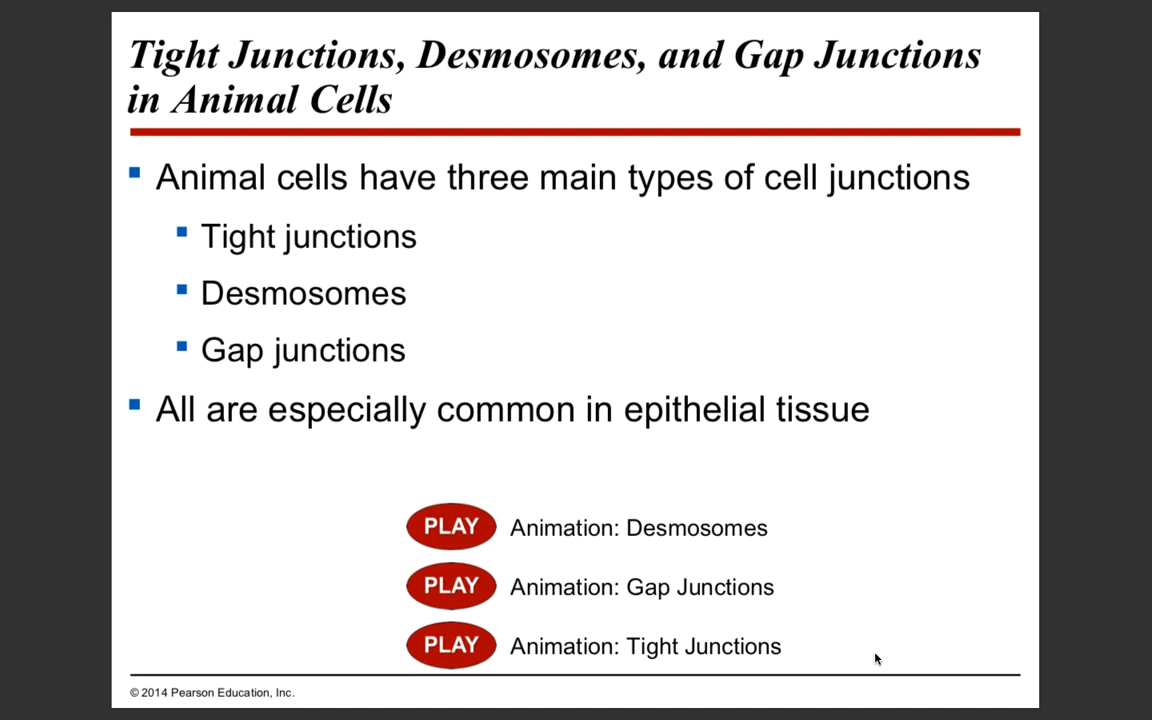 Tight Junctions, Desmosomes, and Gap Junctions
in Animal Cells
Animal cells have three main types of cell junctions
Tight junctions
Desmosomes
Gap junctions
All are especially common in epithelial tissue
PLAY Animation: Desmosomes
PLAY Animation: Gap Junctions
PLAY Animation: Tight Junctions
© 2014 Pearson Education, Inc.